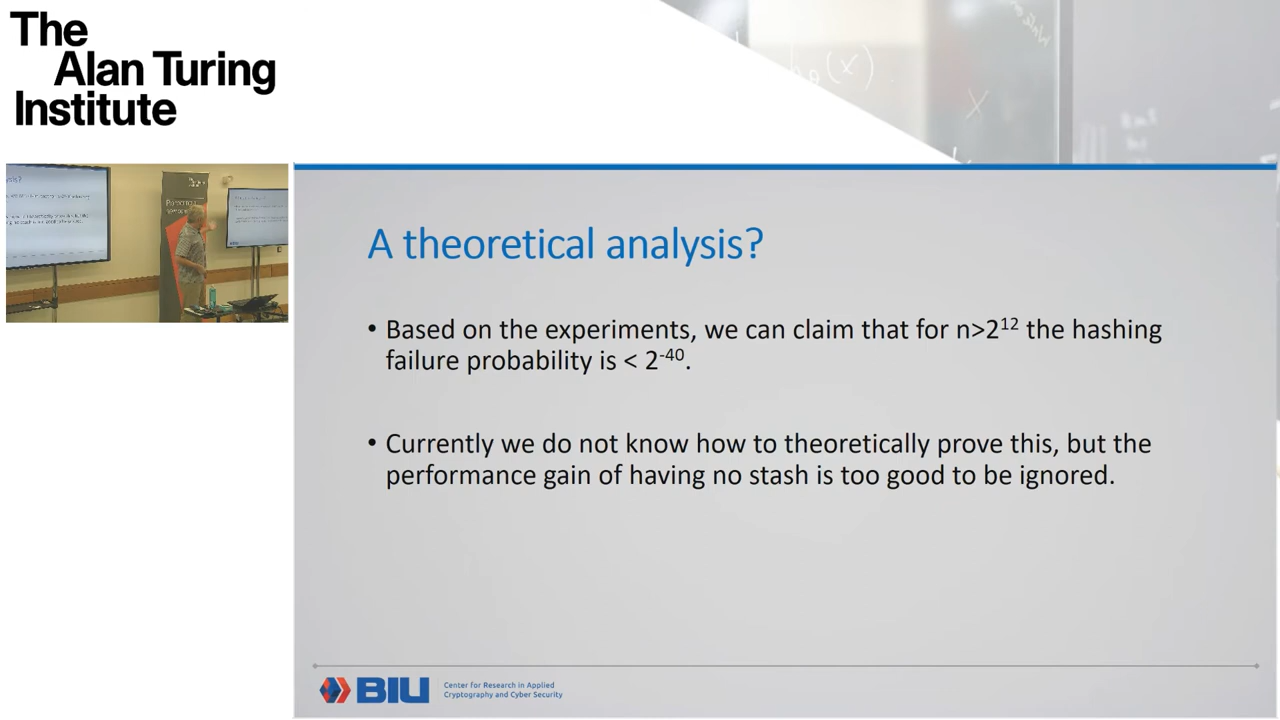 The
Alan Turing
Institute
A theoretical analysis?
• Based on the experiments, we can claim that for n>2¹² the hashing
failure probability is < 2⁻⁴⁰.
• Currently we do not know how to theoretically prove this, but the
performance gain of having no stash is too good to be ignored.
BIU
Center for Research in Applied
Cryptography and Cyber Security